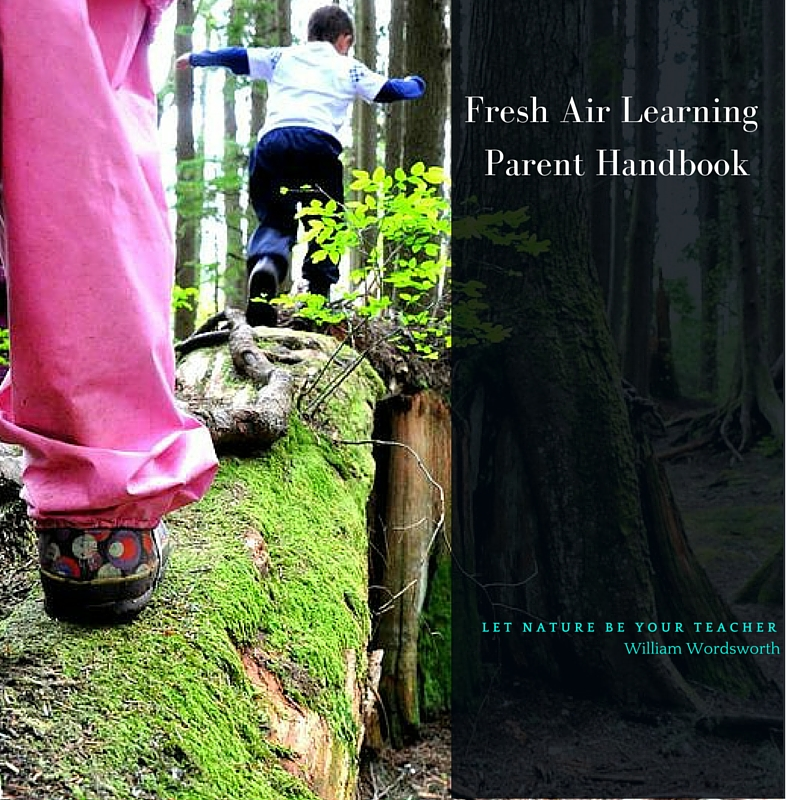 Fresh Air Learning
Parent Handbook
LET NATURE BE YOUR TEACHER
William Wordsworth